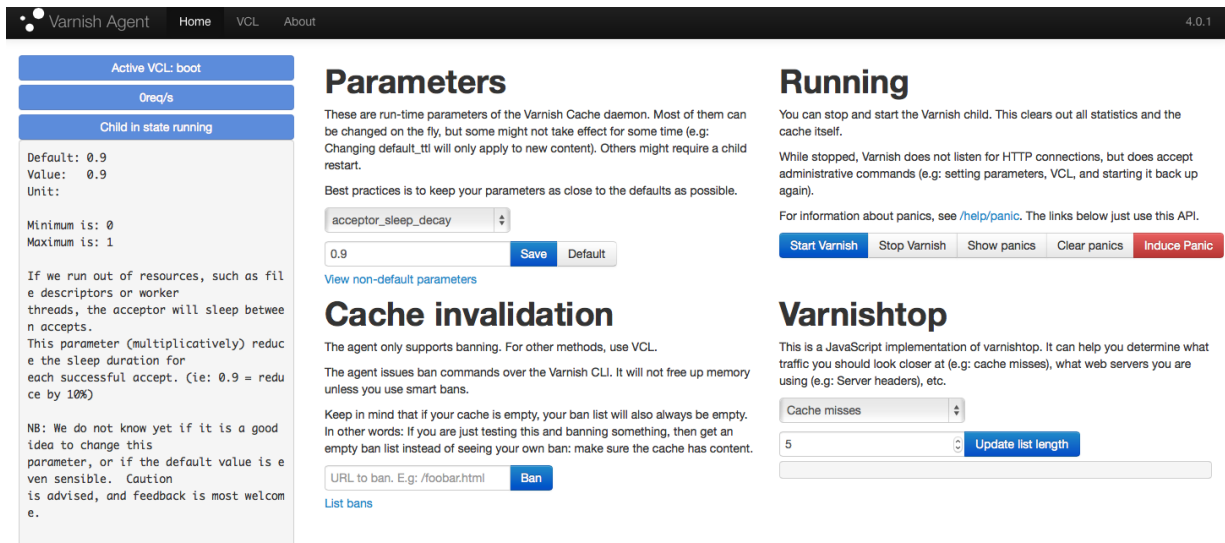 Varnish Agent Home VCL About 4.0.1
Active VCL: boot
0req/s
Child in state running
Default: 0.9
Value: 0.9
Unit:
Minimum is: 0
Maximum is: 1
If we run out of resources, such as fil
e descriptors or worker
threads, the acceptor will sleep betwee
n accepts.
This parameter (multiplicatively) reduc
e the sleep duration for
each successful accept. (ie: 0.9 = redu
ce by 10%)
NB: We do not know yet if it is a good
idea to change this
parameter, or if the default value is e
ven sensible.  Caution
is advised, and feedback is most welcom
e.
Parameters
These are run-time parameters of the Varnish Cache daemon. Most of them can
be changed on the fly, but some might not take effect for some time (e.g:
Changing default_ttl will only apply to new content). Others might require a child
restart.
Best practices is to keep your parameters as close to the defaults as possible.
acceptor_sleep_decay
0.9 Save Default
View non-default parameters
Cache invalidation
The agent only supports banning. For other methods, use VCL.
The agent issues ban commands over the Varnish CLI. It will not free up memory
unless you use smart bans.
Keep in mind that if your cache is empty, your ban list will also always be empty.
In other words: If you are just testing this and banning something, then get an
empty ban list instead of seeing your own ban: make sure the cache has content.
URL to ban. E.g: /foobar.html Ban
List bans
Running
You can stop and start the Varnish child. This clears out all statistics and the
cache itself.
While stopped, Varnish does not listen for HTTP connections, but does accept
administrative commands (e.g: setting parameters, VCL, and starting it back up
again).
For information about panics, see /help/panic. The links below just use this API.
Start Varnish Stop Varnish Show panics Clear panics Induce Panic
Varnishtop
This is a JavaScript implementation of varnishtop. It can help you determine what
traffic you should look closer at (e.g: cache misses), what web servers you are
using (e.g: Server headers), etc.
Cache misses
5 Update list length